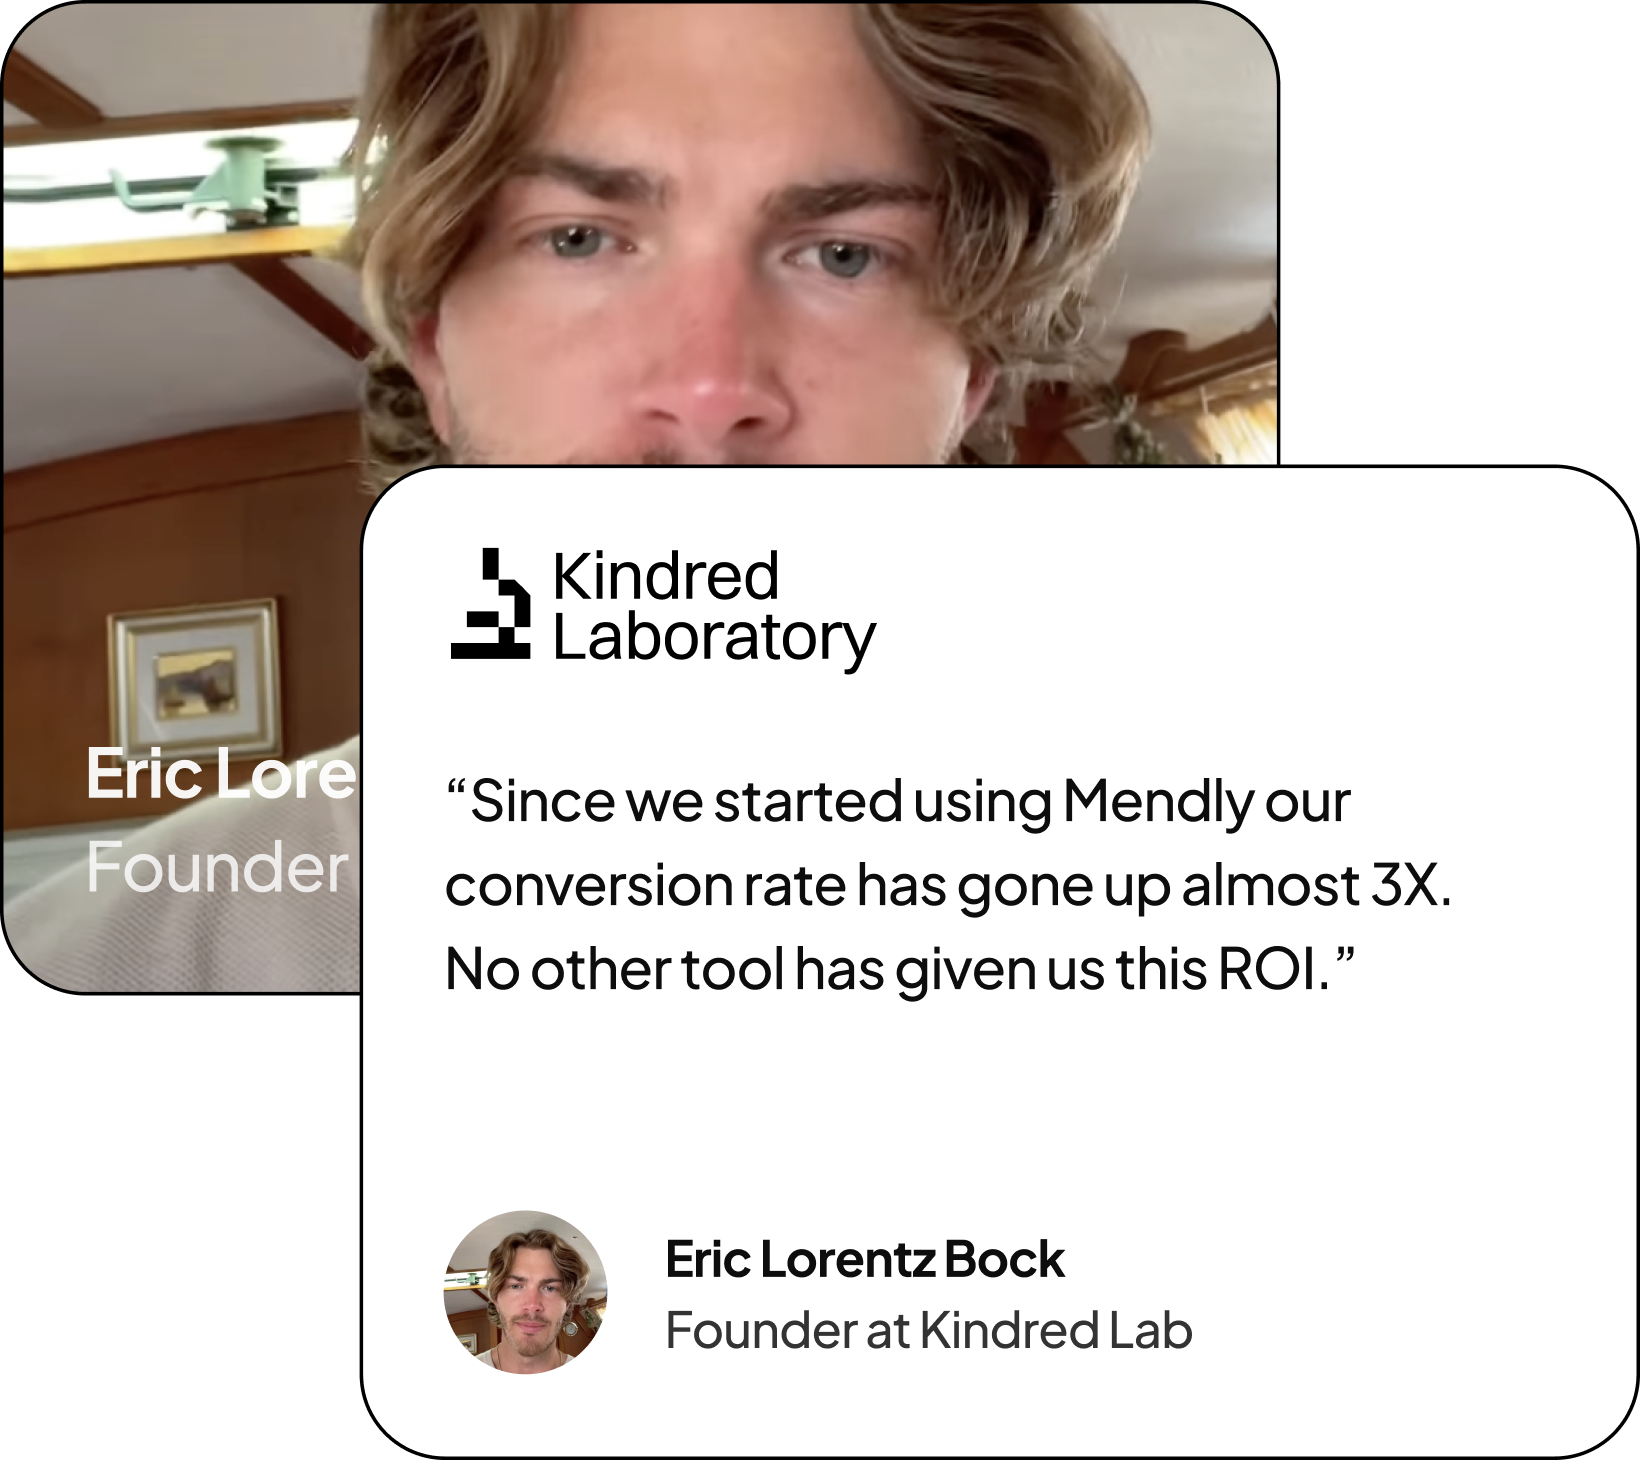 Eric Lore
Founder
Kindred
Laboratory
“Since we started using Mendly our
conversion rate has gone up almost 3X.
No other tool has given us this ROI.”
Eric Lorentz Bock
Founder at Kindred Lab